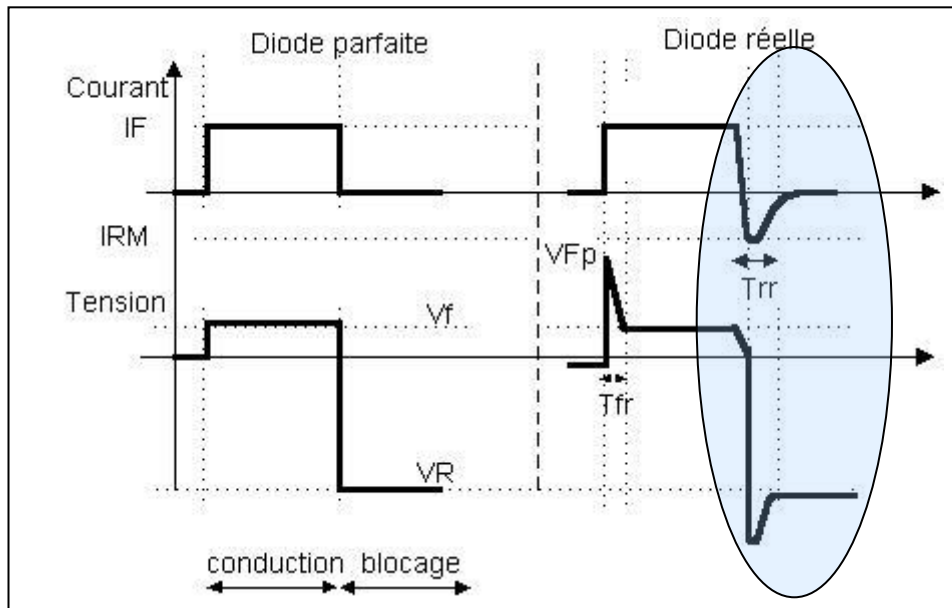 Diode parfaite
Diode réelle
Courant
IF
IRM
VFp
Trr
Tension
Vf
Tfr
VR
conduction blocage